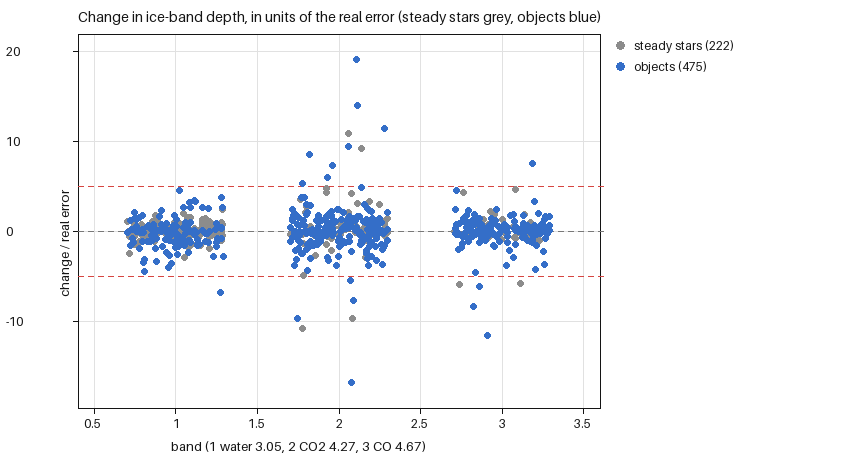 Change in ice-band depth, in units of the real error (steady stars grey, objects blue)
steady stars (222)
objects (475)
change / real error
20
10
0
-10
0.5 1 1.5 2 2.5 3 3.5
band (1 water 3.05, 2 CO2 4.27, 3 CO 4.67)